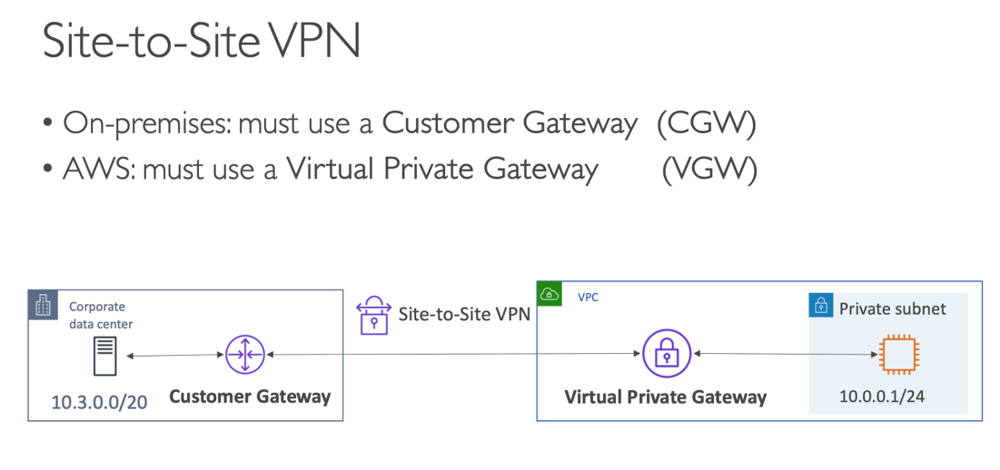 Site-to-Site VPN
• On-premises: must use a Customer Gateway (CGW)
• AWS: must use a Virtual Private Gateway (VGW)
Corporate
data center
10.3.0.0/20
Customer Gateway
Site-to-Site VPN
VPC
Virtual Private Gateway
Private subnet
10.0.0.1/24